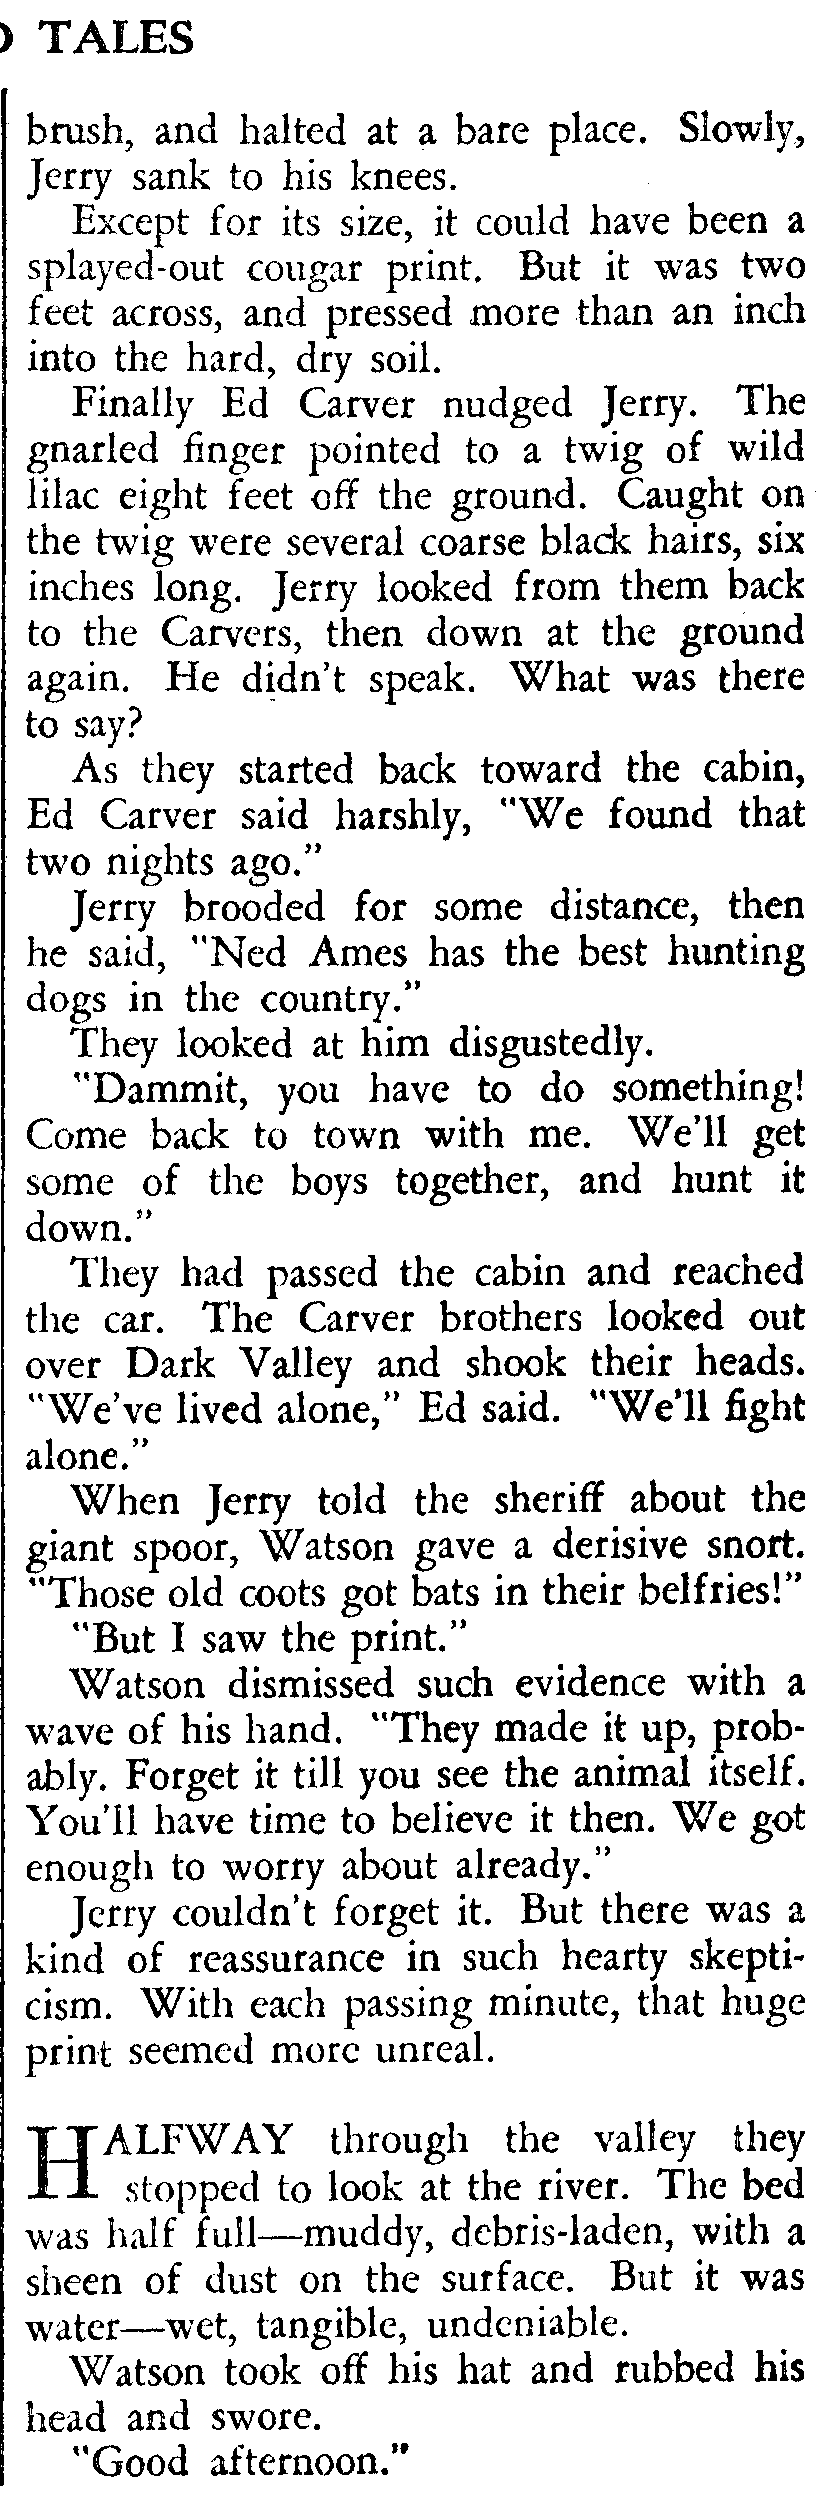 TALES
brush, and halted at a bare place. Slowly,
Jerry sank to his knees.
Except for its size, it could have been a
splayed-out cougar print. But it was two
feet across, and pressed more than an inch
into the hard, dry soil.
Finally Ed Carver nudged Jerry. The
gnarled finger pointed to a twig of wild
lilac eight feet off the ground. Caught on
the twig were several coarse black hairs, six
inches long. Jerry looked from them back
to the Carvers, then down at the ground
again. He didn't speak. What was there
to say?
As they started back toward the cabin,
Ed Carver said harshly, "We found that
two nights ago."
Jerry brooded for some distance, then
he said, "Ned Ames has the best hunting
dogs in the country."
They looked at him disgustedly.
"Dammit, you have to do something!
Come back to town with me. We'll get
some of the boys together, and hunt it
down."
They had passed the cabin and reached
the car. The Carver brothers looked out
over Dark Valley and shook their heads.
"We've lived alone," Ed said. "We'll fight
alone."
When Jerry told the sheriff about the
giant spoor, Watson gave a derisive snort.
"Those old coots got bats in their belfries!"
"But I saw the print."
Watson dismissed such evidence with a
wave of his hand. "They made it up, prob-
ably. Forget it till you see the animal itself.
You'll have time to believe it then. We got
enough to worry about already."
Jerry couldn't forget it. But there was a
kind of reassurance in such hearty skepti-
cism. With each passing minute, that huge
print seemed more unreal.
HALFWAY through the valley they
stopped to look at the river. The bed
was half full—muddy, debris-laden, with a
sheen of dust on the surface. But it was
water—wet, tangible, undeniable.
Watson took off his hat and rubbed his
head and swore.
"Good afternoon."